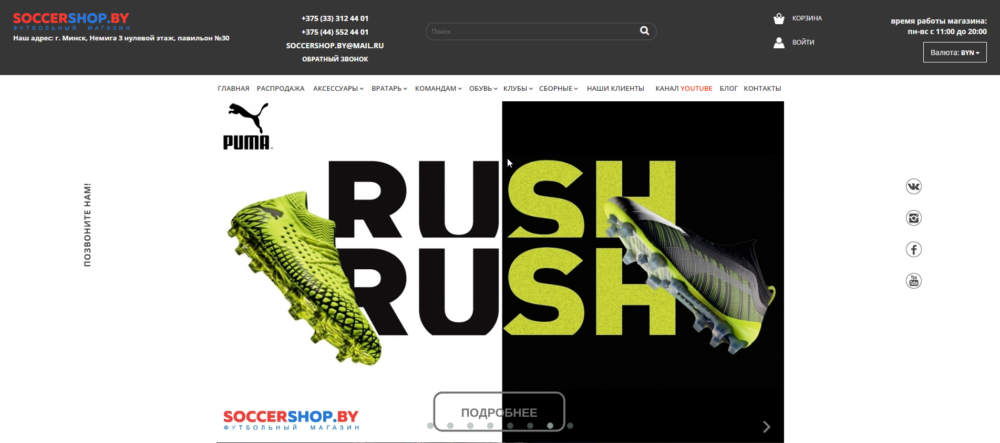 SOCCERSHOP.BY
ФУТБОЛЬНЫЙ МАГАЗИН
Наш адрес: г. Минск, Немига 3 нулевой этаж, павильон №30
+375 (33) 312 44 01
+375 (44) 552 44 01
SOCCERSHOP.BY@MAIL.RU
ОБРАТНЫЙ ЗВОНОК
Поиск
КОРЗИНА
ВОЙТИ
время работы магазина:
пн-вс с 11:00 до 20:00
Валюта: BYN
ГЛАВНАЯ РАСПРОДАЖА АКСЕССУАРЫ ВРАТАРЬ КОМАНДАМ ОБУВЬ КЛУБЫ СБОРНЫЕ НАШИ КЛИЕНТЫ КАНАЛ YOUTUBE БЛОГ КОНТАКТЫ
PUMA®
RUSH
RUSH
ПОЗВОНИТЕ НАМ!
You
Tube
ПОДРОБНЕЕ
SOCCERSHOP.BY
ФУТБОЛЬНЫЙ МАГАЗИН